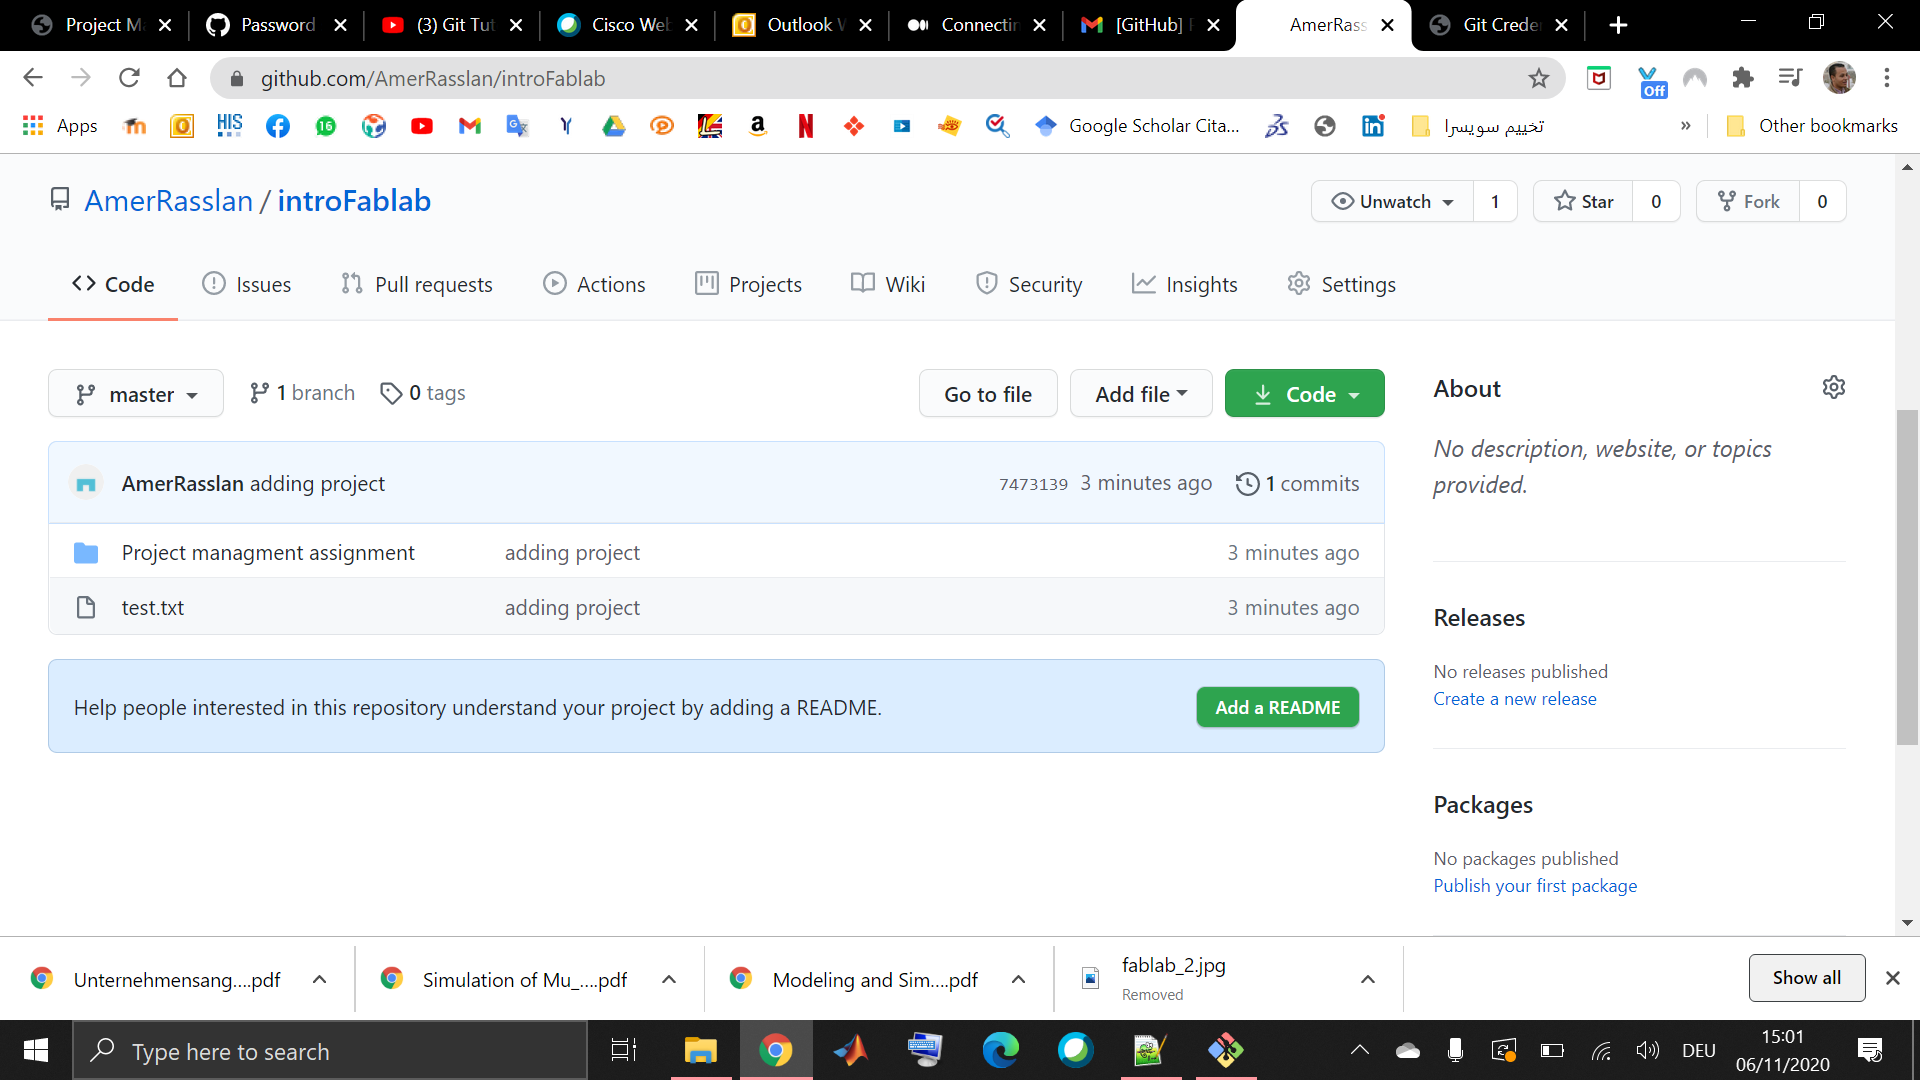 Project M
Password
(3) Git Tut
Cisco Web
Outlook
Connectin
[GitHub]
AmerRass
Git Crede
github.com/AmerRasslan/introFablab
Off
Apps
HIS
16
Google Scholar Cita...
تخييم سويسرا
»
Other bookmarks
AmerRasslan / introFablab
Unwatch 1
Star 0
Fork 0
Code
Issues
Pull requests
Actions
Projects
Wiki
Security
Insights
Settings
master
1 branch
0 tags
Go to file
Add file
Code
About
No description, website, or topics
provided.
AmerRasslan adding project
7473139 3 minutes ago
1 commits
Project managment assignment adding project 3 minutes ago
test.txt adding project 3 minutes ago
Help people interested in this repository understand your project by adding a README.
Add a README
Releases
No releases published
Create a new release
Packages
No packages published
Publish your first package
Unternehmensang....pdf
Simulation of Mu_....pdf
Modeling and Sim....pdf
fablab_2.jpg
Removed
Show all
Type here to search
DEU
15:01
06/11/2020